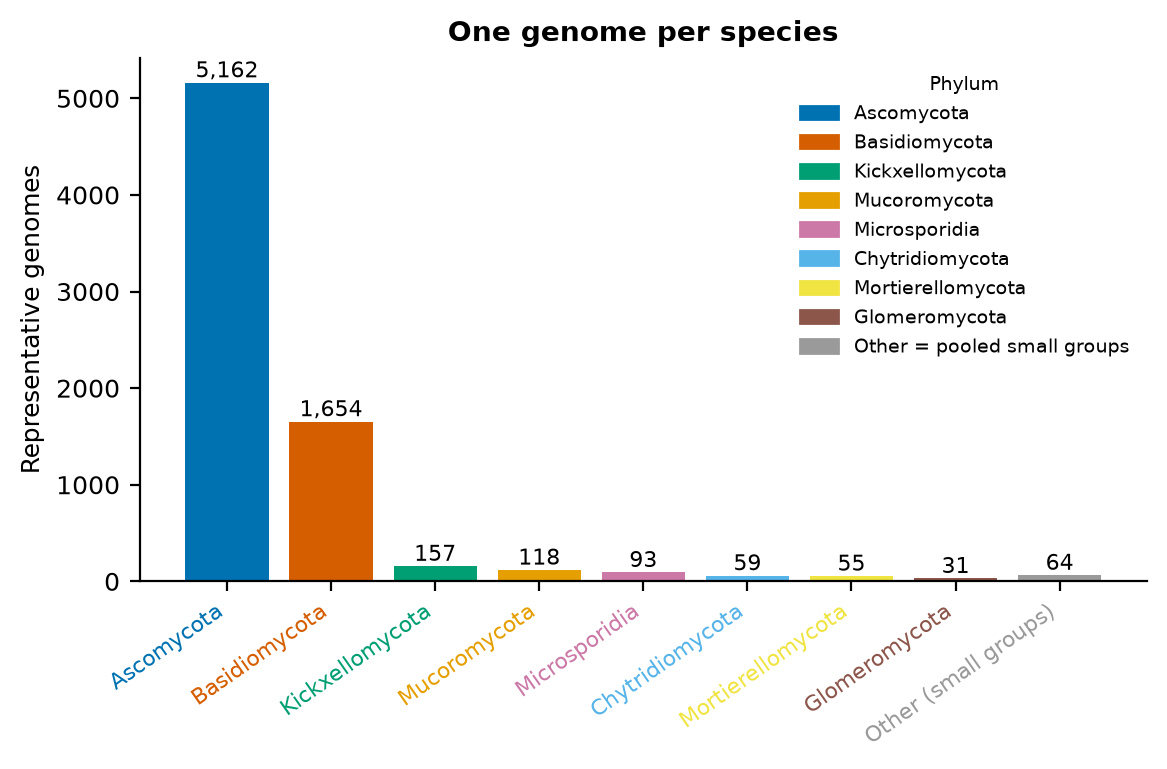 One genome per species
Representative genomes
5000
4000
3000
2000
1000
0
5,162
1,654
157
118
93
59
55
31
64
Phylum
Ascomycota
Basidiomycota
Kickxellomycota
Mucoromycota
Microsporidia
Chytridiomycota
Mortierellomycota
Glomeromycota
Other = pooled small groups
Ascomycota
Basidiomycota
Kickxellomycota
Mucoromycota
Microsporidia
Chytridiomycota
Mortierellomycota
Glomeromycota
Other (small groups)